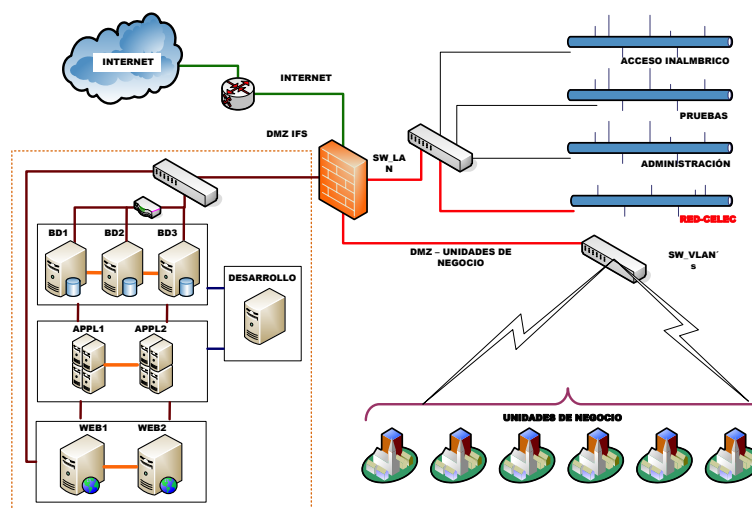 INTERNET
INTERNET
DMZ IFS
SW_LA
N
ACCESO INALMBRICO
PRUEBAS
ADMINISTRACIÓN
RED-CELEC
DMZ – UNIDADES DE
NEGOCIO
SW_VLAN´
s
BD1
BD2
BD3
DESARROLLO
APPL1
APPL2
WEB1
WEB2
UNIDADES DE NEGOCIO